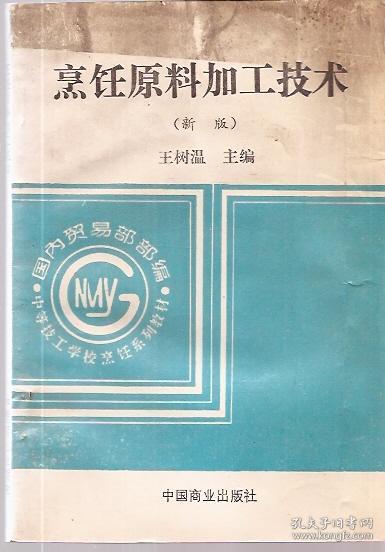 烹饪原料加工技术
(新 版)
王树温 主编
国内贸易部部编
中等技工学校烹饪系列教材
GNMY
中国商业出版社
孔夫子旧书网